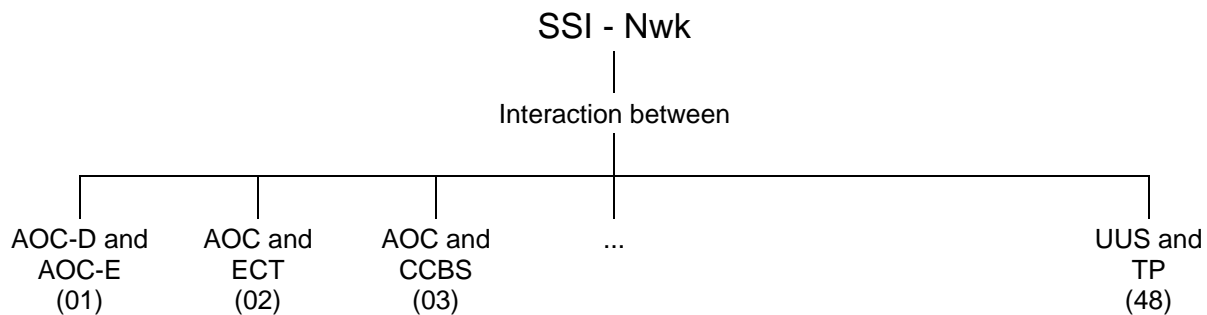 SSI - Nwk
Interaction between
AOC-D and
AOC-E
(01)
AOC and
ECT
(02)
AOC and
CCBS
(03)
...
UUS and
TP
(48)